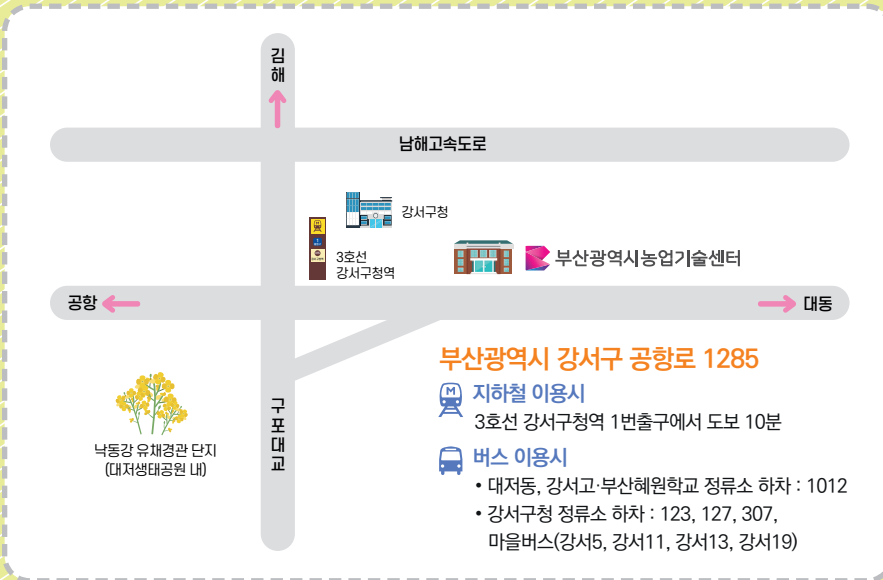 김해
남해고속도로
강서구청
3호선
강서구청역
부산광역시농업기술센터
공항
대동
구포대교
낙동강 유채경관 단지
(대저생태공원 내)
부산광역시 강서구 공항로 1285
지하철 이용시
3호선 강서구청역 1번출구에서 도보 10분
버스 이용시
• 대저동, 강서고·부산혜원학교 정류소 하차 : 1012
• 강서구청 정류소 하차 : 123, 127, 307,
마을버스(강서5, 강서11, 강서13, 강서19)